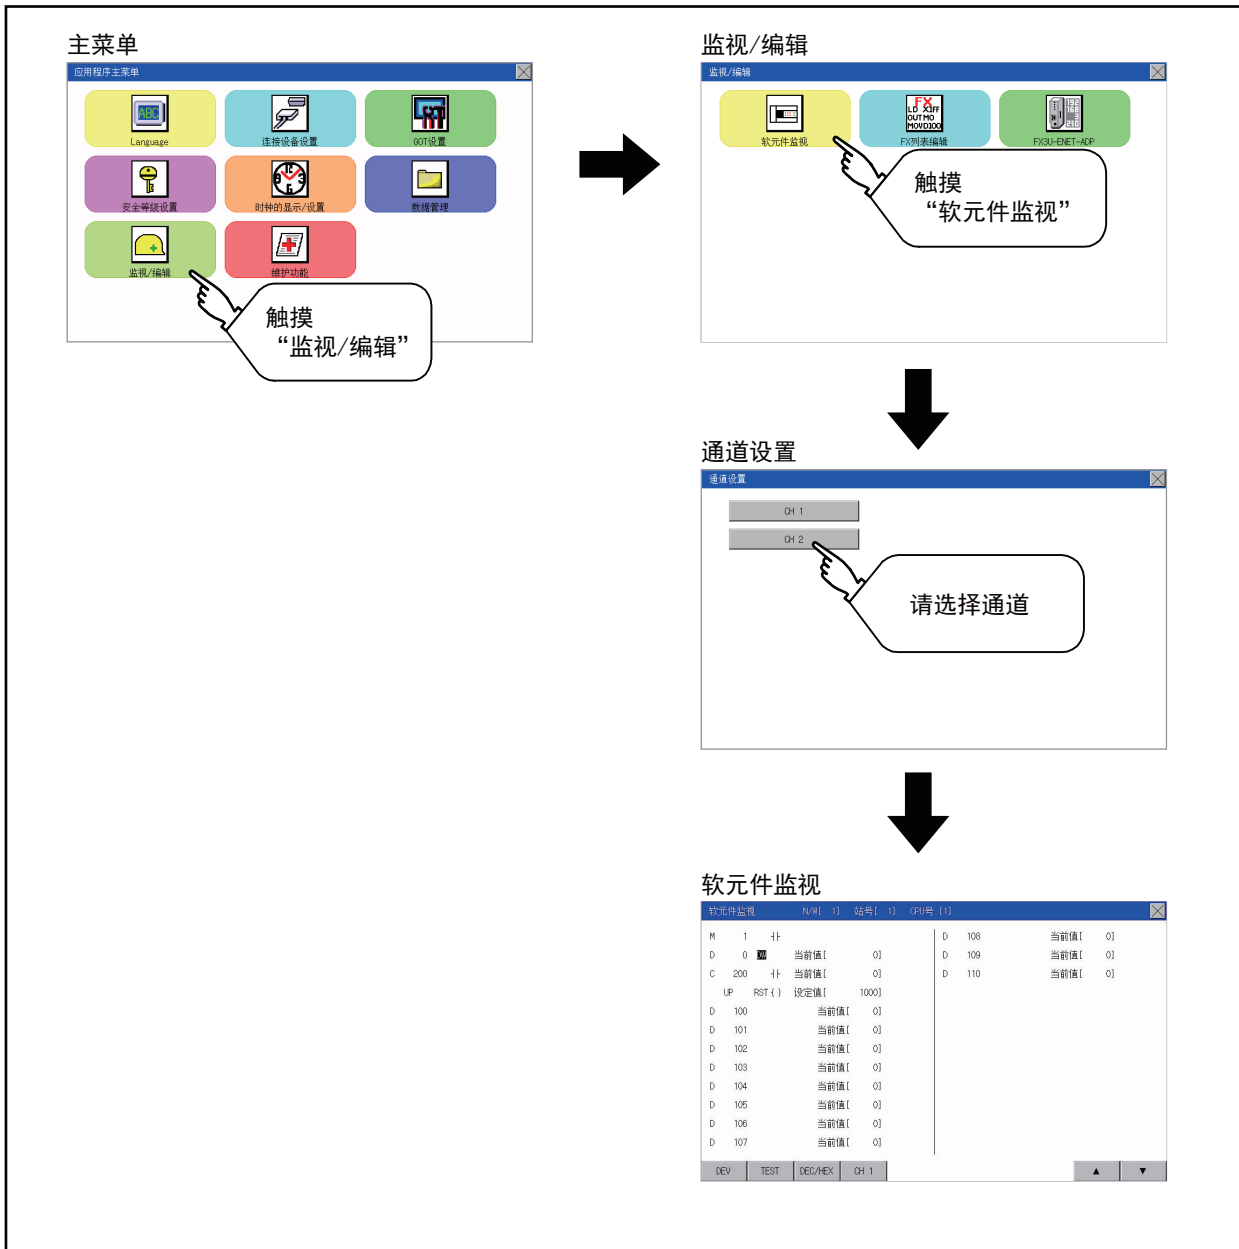 主菜单
应用程序主菜单
ABC
Language
连接设备设置
GOT设置
安全等级设置
时钟的显示/设置
数据管理
监视/编辑
维护功能
触摸
“监视/编辑”
监视/编辑
监视/编辑
软元件监视
FX列表编辑
FX3U-ENET-ADP
触摸
“软元件监视”
通道设置
通道设置
CH 1
CH 2
请选择通道
软元件监视
软元件监视 N/W[ 1] 站号[ 1] CPU号 [1]
M 1 ⊣⊢
D 0 DW 当前值[ 0]
C 200 ⊣⊢ 当前值[ 0]
UP RST ( ) 设定值[ 1000]
D 100 当前值[ 0]
D 101 当前值[ 0]
D 102 当前值[ 0]
D 103 当前值[ 0]
D 104 当前值[ 0]
D 105 当前值[ 0]
D 106 当前值[ 0]
D 107 当前值[ 0]
D 108 当前值[ 0]
D 109 当前值[ 0]
D 110 当前值[ 0]
DEV TEST DEC/HEX CH 1 ▲ ▼